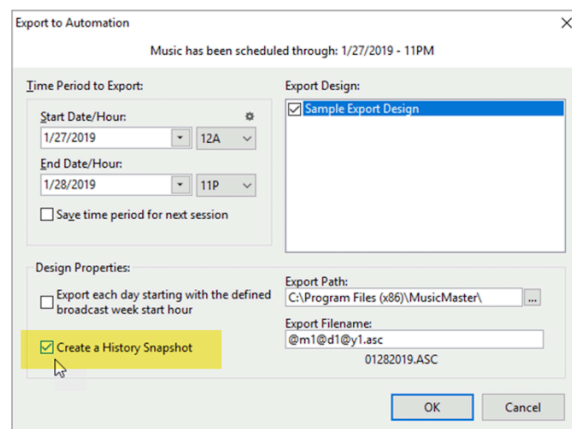 Export to Automation
Music has been scheduled through: 1/27/2019 - 11PM
Time Period to Export:
Start Date/Hour:
1/27/2019
12A
End Date/Hour:
1/28/2019
11P
Save time period for next session
Export Design:
Sample Export Design
Design Properties:
Export each day starting with the defined
broadcast week start hour
Create a History Snapshot
Export Path:
C:\Program Files (x86)\MusicMaster\
...
Export Filename:
@m1@d1@y1.asc
01282019.ASC
OK
Cancel